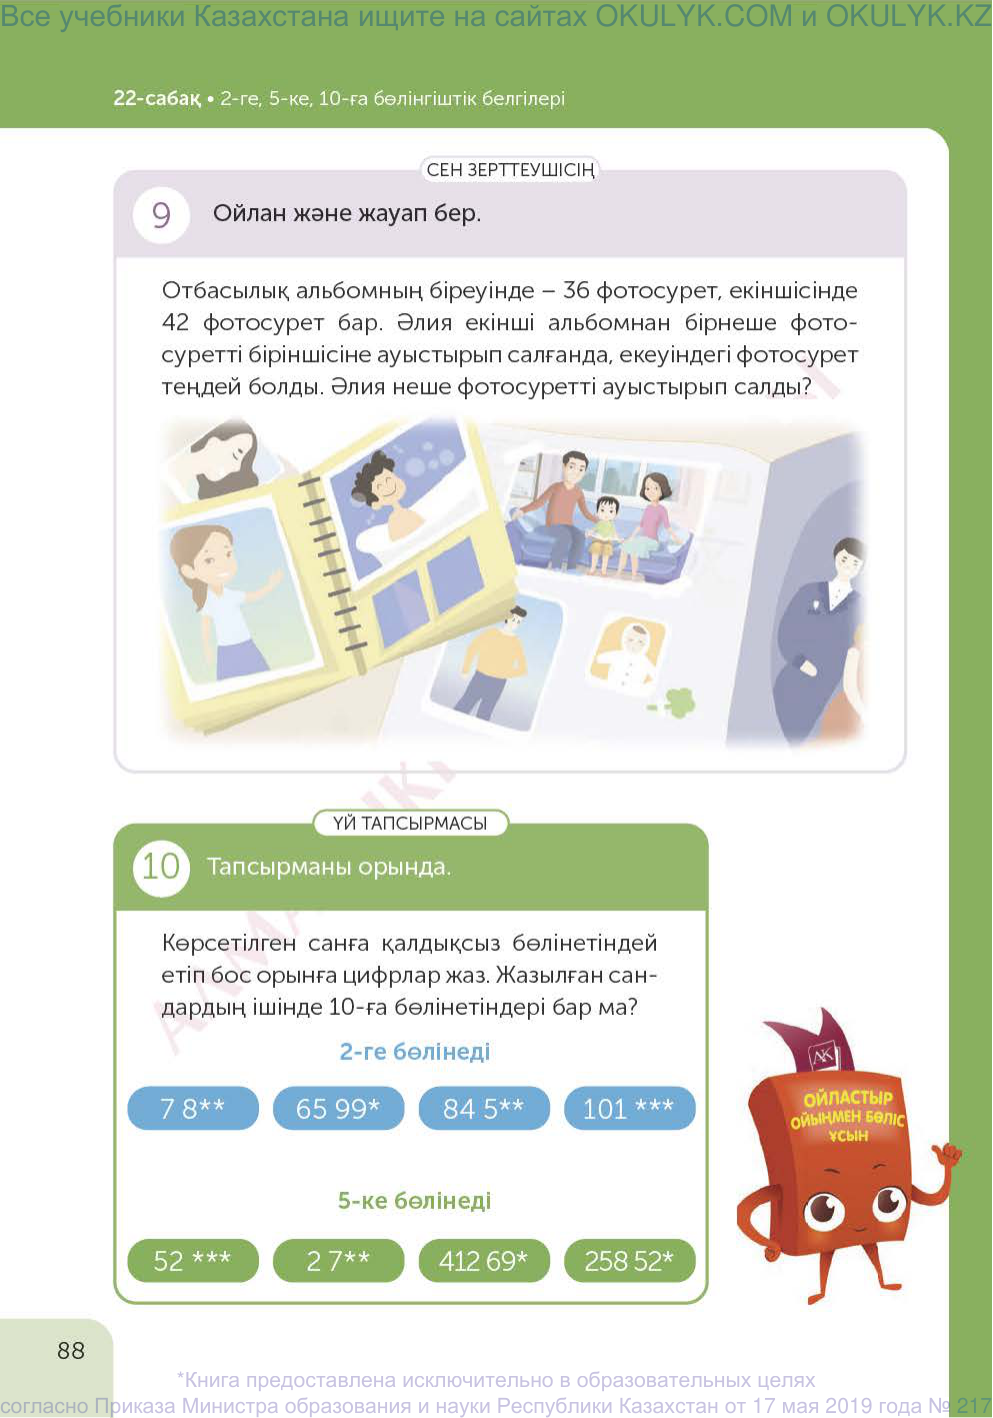 Все учебники Казахстана ищите на сайтах OKULYK.COM и OKULYK.KZ
22-сабақ • 2-ге, 5-ке, 10-ға бөлінгіштік белгілері
СЕН ЗЕРТТЕУШІСІҢ
9 Ойлан және жауап бер.
Отбасылық альбомның біреуінде – 36 фотосурет, екіншісінде
42 фотосурет бар. Әлия екінші альбомнан бірнеше фото-
суретті біріншісіне ауыстырып салғанда, екеуіндегі фотосурет
теңдей болды. Әлия неше фотосуретті ауыстырып салды?
ҮЙ ТАПСЫРМАСЫ
10 Тапсырманы орында.
Көрсетілген санға қалдықсыз бөлінетіндей
етіп бос орынға цифрлар жаз. Жазылған сан-
дардың ішінде 10-ға бөлінетіндері бар ма?
2-ге бөлінеді
7 8** 65 99* 84 5** 101 ***
5-ке бөлінеді
52 *** 2 7** 412 69* 258 52*
АК
ОЙЛАСТЫР
ОЙЫҢМЕН БӨЛІС
ҰСЫН
88
*Книга предоставлена исключительно в образовательных целях
согласно Приказа Министра образования и науки Республики Казахстан от 17 мая 2019 года № 217